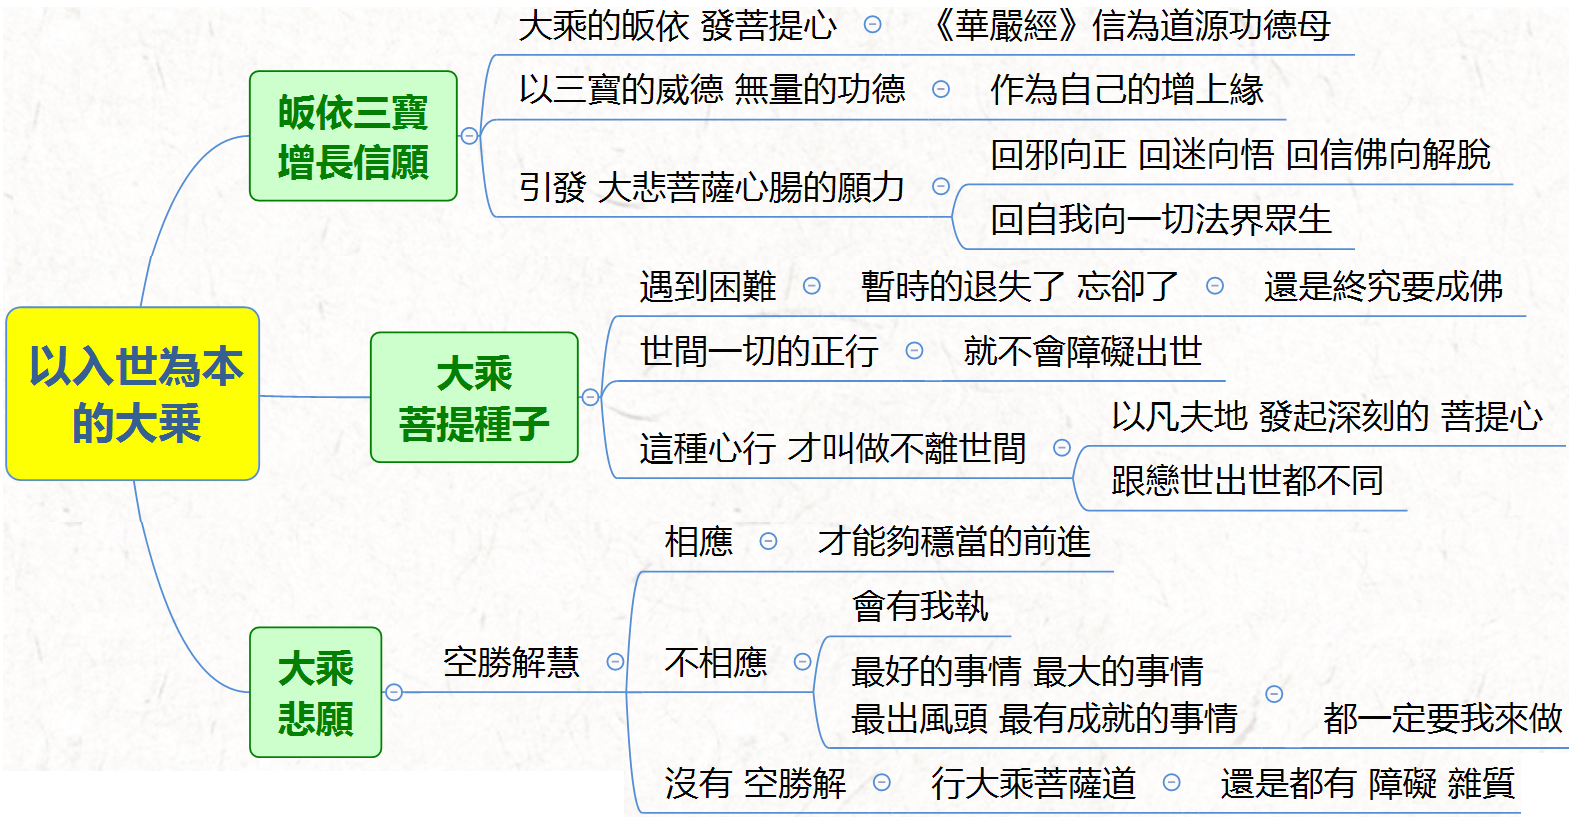 以入世為本
的大乗
皈依三寶
增長信願
大乘的皈依 發菩提心
《華嚴經》信為道源功德母
以三寶的威德 無量的功德
作為自己的增上緣
引發 大悲菩薩心腸的願力
回邪向正 回迷向悟 回信佛向解脫
回自我向一切法界眾生
大乘
菩提種子
遇到困難
暫時的退失了 忘卻了
還是終究要成佛
世間一切的正行
就不會障礙出世
這種心行 才叫做不離世間
以凡夫地 發起深刻的 菩提心
跟戀世出世都不同
大乘
悲願
空勝解慧
相應
才能夠穩當的前進
不相應
會有我執
最好的事情 最大的事情
最出風頭 最有成就的事情
都一定要我來做
沒有 空勝解
行大乘菩薩道
還是都有 障礙 雜質